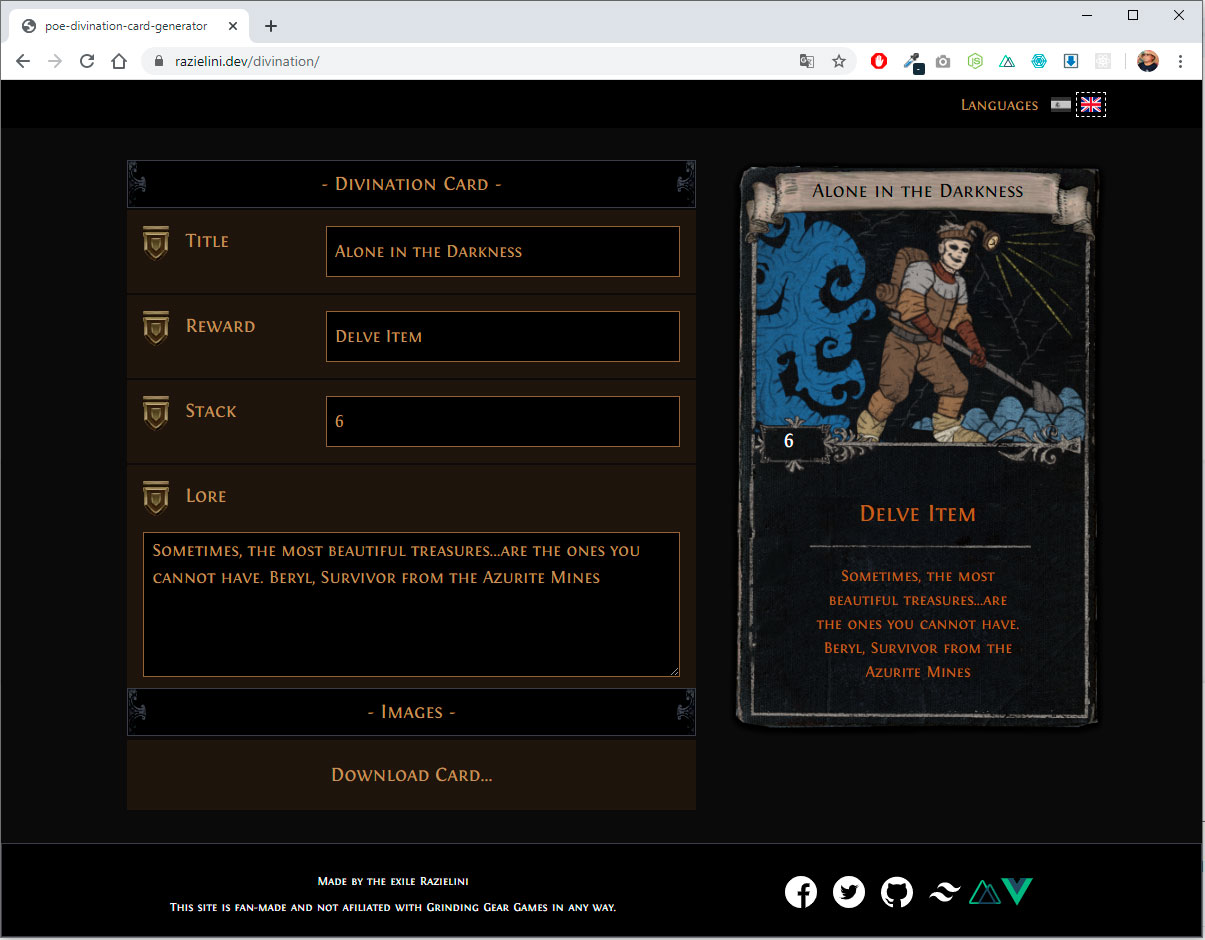 poe-divination-card-generator
razielini.dev/divination/
Languages
- Divination Card -
Title
Alone in the Darkness
Reward
Delve Item
Stack
6
Lore
Sometimes, the most beautiful treasures...are the ones you
cannot have. Beryl, Survivor from the Azurite Mines
- Images -
Download Card...
Alone in the Darkness
6
Delve Item
Sometimes, the most
beautiful treasures...are
the ones you cannot have.
Beryl, Survivor from the
Azurite Mines
Made by the exile Razielini
This site is fan-made and not afiliated with Grinding Gear Games in any way.